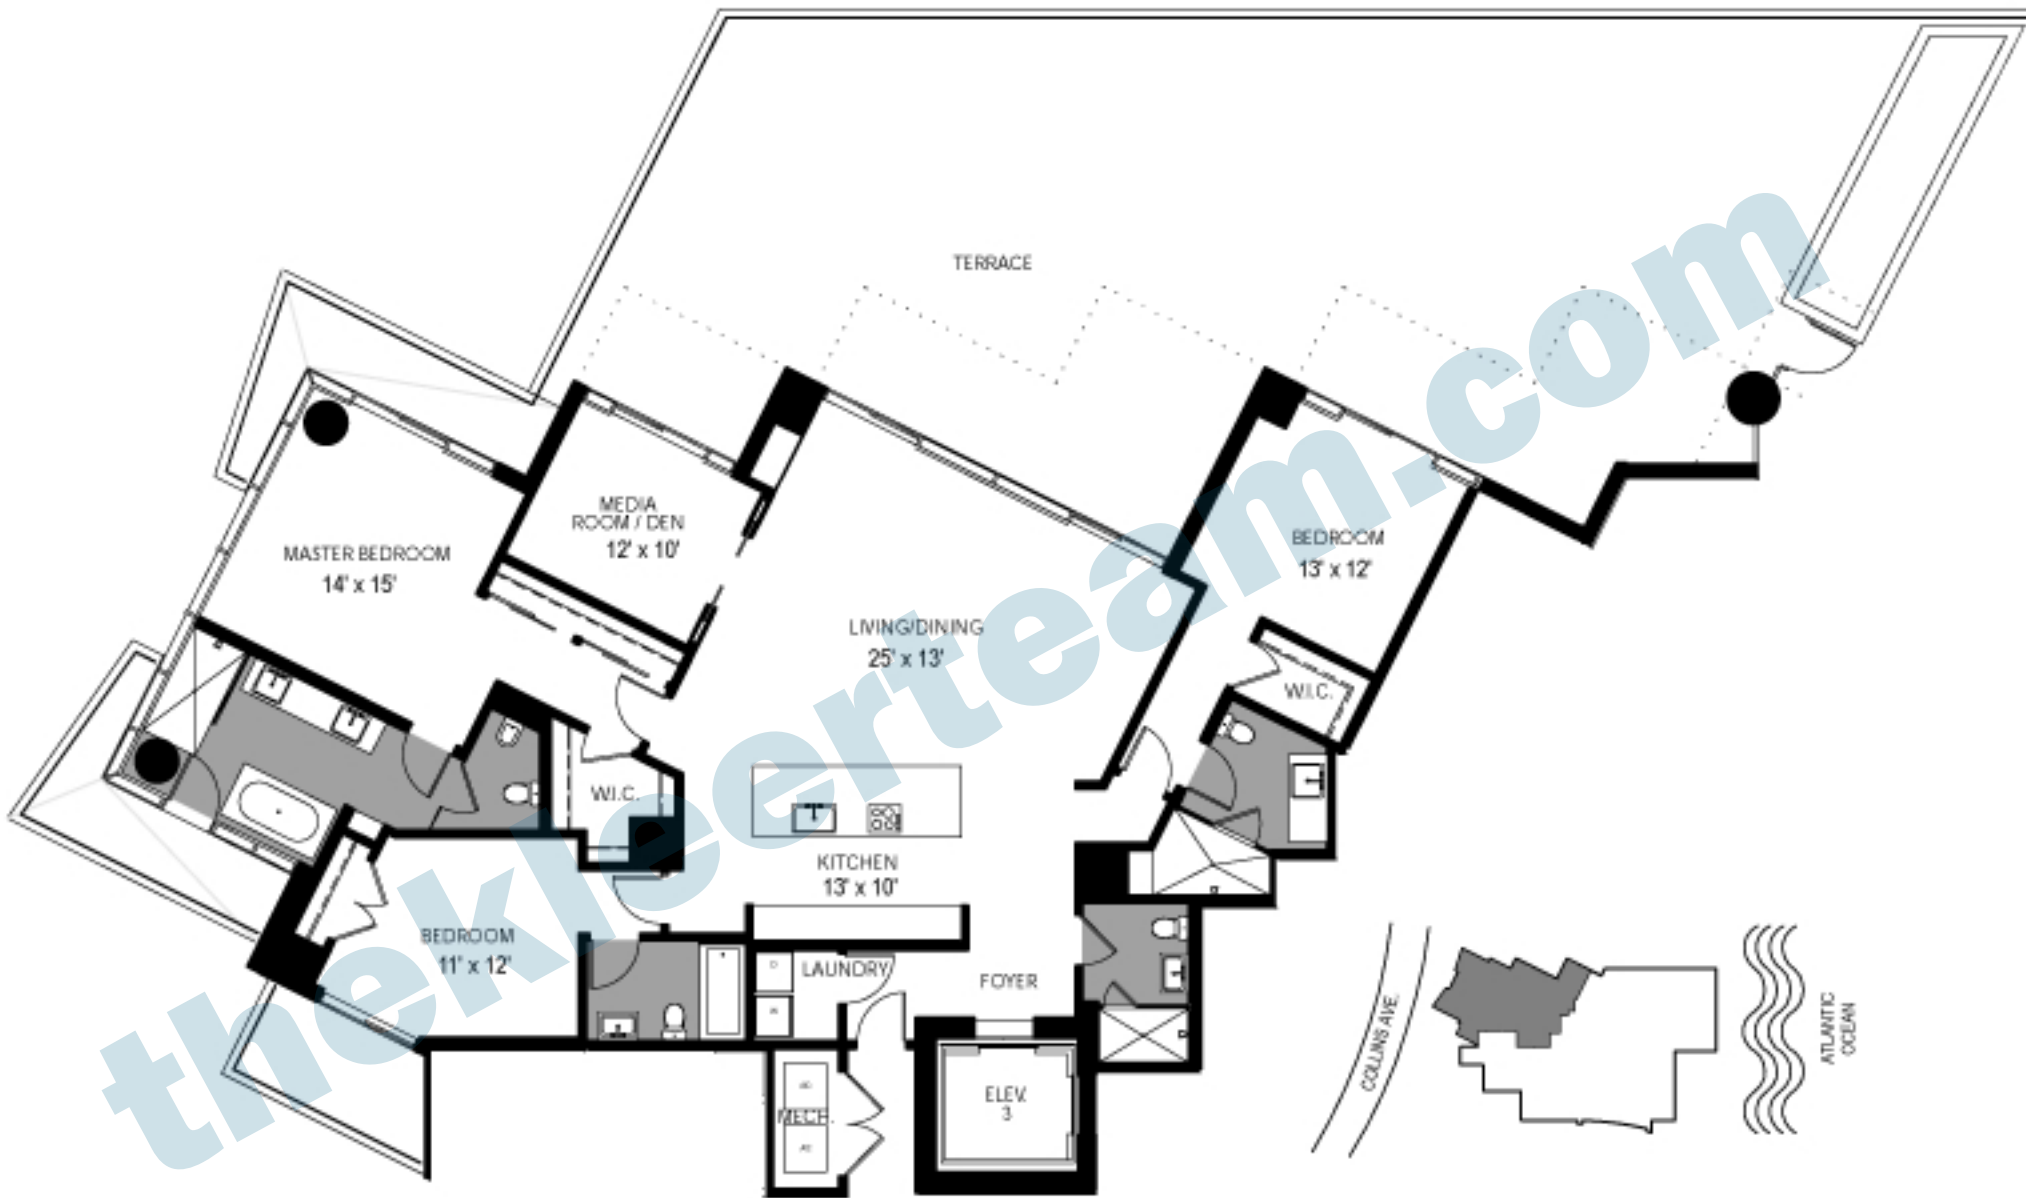 TERRACE
MEDIA
ROOM / DEN
12' x 10'
MASTER BEDROOM
14' x 15'
BEDROOM
13' x 12'
LIVING/DINING
25' x 13'
W.I.C.
W.I.C.
KITCHEN
13' x 10'
BEDROOM
11' x 12'
LAUNDRY
FOYER
MECH.
ELEV.
3
COLLINS AVE.
ATLANTIC
OCEAN
thekleerteam.com